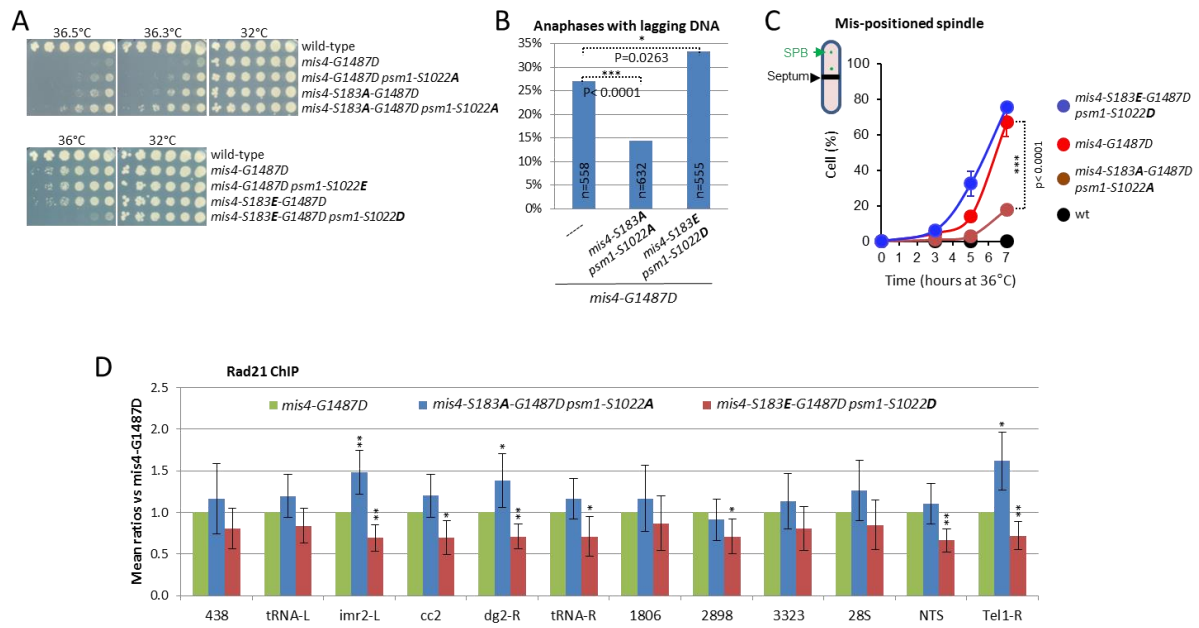 A
36.5°C 36.3°C 32°C
wild-type
mis4-G1487D
mis4-G1487D psm1-S1022A
mis4-S183A-G1487D
mis4-S183A-G1487D psm1-S1022A
36°C 32°C
wild-type
mis4-G1487D
mis4-G1487D psm1-S1022E
mis4-S183E-G1487D
mis4-S183E-G1487D psm1-S1022D
B
Anaphases with lagging DNA
35%
30%
25%
20%
15%
10%
5%
0%
*
P=0.0263
***
P< 0.0001
n=558
n=632
n=555
-----
mis4-S183A
psm1-S1022A
mis4-S183E
psm1-S1022D
mis4-G1487D
C
Mis-positioned spindle
SPB
Septum
Cell (%)
100
80
60
40
20
0
0 1 2 3 4 5 6 7
Time (hours at 36°C)
***
p< 0.0001
mis4-S183E-G1487D
psm1-S1022D
mis4-G1487D
mis4-S183A-G1487D
psm1-S1022A
wt
D
Rad21 ChIP
Mean ratios vs mis4-G1487D
2.5
2.0
1.5
1.0
0.5
0.0
mis4-G1487D mis4-S183A-G1487D psm1-S1022A mis4-S183E-G1487D psm1-S1022D
** ** * * ** * * ** * **
438 tRNA-L imr2-L cc2 dg2-R tRNA-R 1806 2898 3323 28S NTS Tel1-R